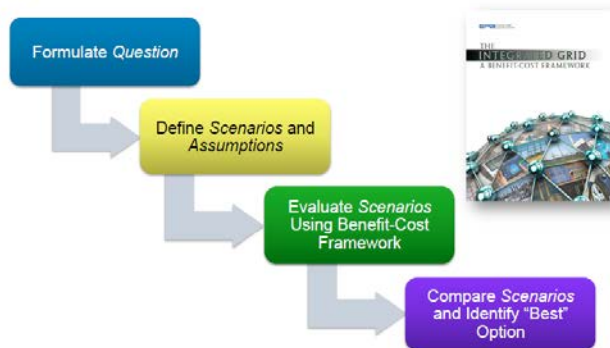 Formulate Question
Define Scenarios and
Assumptions
Evaluate Scenarios
Using Benefit-Cost
Framework
Compare Scenarios
and Identify “Best”
Option
THE
INTEGRATED GRID
A BENEFIT-COST FRAMEWORK